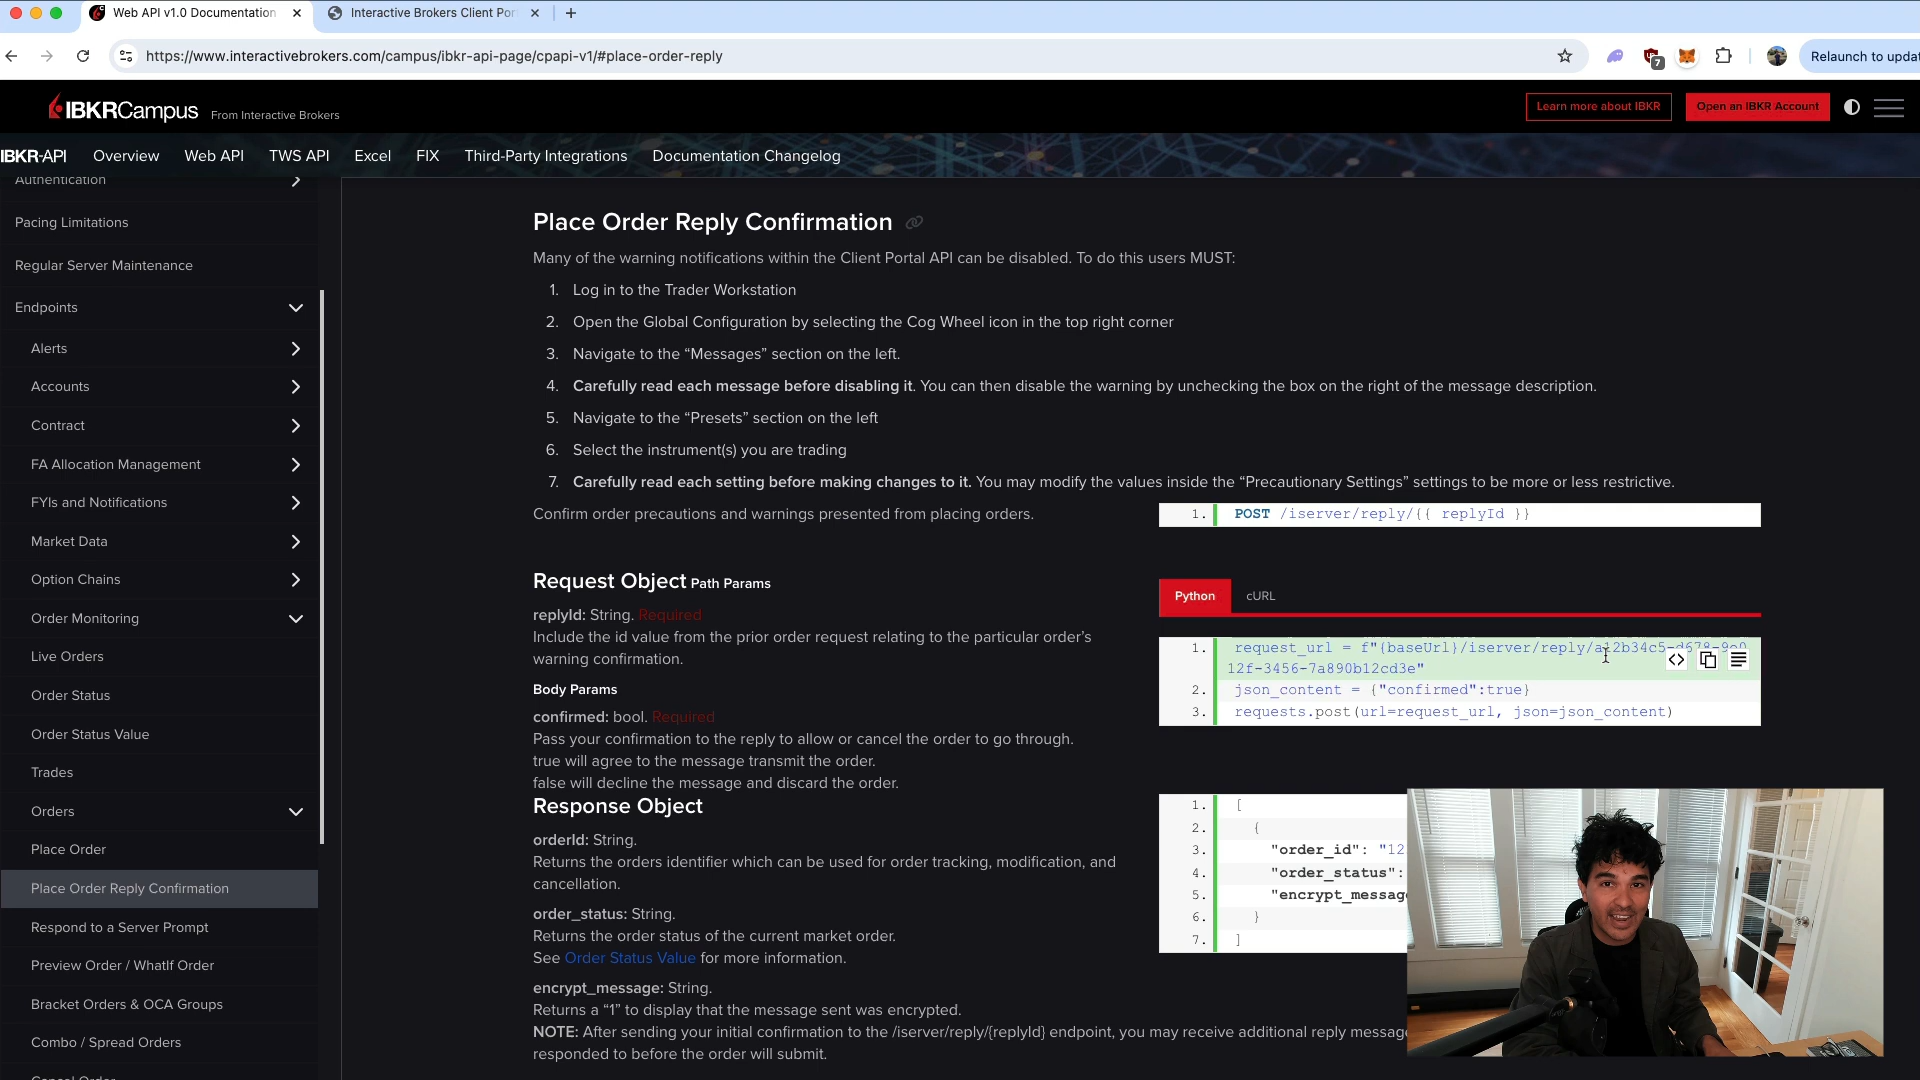 Web API v1.0 Documentation
Interactive Brokers Client Por
https://www.interactivebrokers.com/campus/ibkr-api-page/cpapi-v1/#place-order-reply
7
Relaunch to updat
IBKRCampus From Interactive Brokers
Learn more about IBKR
Open an IBKR Account
IBKR-API
Overview
Web API
TWS API
Excel
FIX
Third-Party Integrations
Documentation Changelog
Authentication
Pacing Limitations
Regular Server Maintenance
Endpoints
Alerts
Accounts
Contract
FA Allocation Management
FYIs and Notifications
Market Data
Option Chains
Order Monitoring
Live Orders
Order Status
Order Status Value
Trades
Orders
Place Order
Place Order Reply Confirmation
Respond to a Server Prompt
Preview Order / WhatIf Order
Bracket Orders & OCA Groups
Combo / Spread Orders
Cancel Order
Place Order Reply Confirmation
Many of the warning notifications within the Client Portal API can be disabled. To do this users MUST:
1. Log in to the Trader Workstation
2. Open the Global Configuration by selecting the Cog Wheel icon in the top right corner
3. Navigate to the “Messages” section on the left.
4. Carefully read each message before disabling it. You can then disable the warning by unchecking the box on the right of the message description.
5. Navigate to the “Presets” section on the left
6. Select the instrument(s) you are trading
7. Carefully read each setting before making changes to it. You may modify the values inside the “Precautionary Settings” settings to be more or less restrictive.
Confirm order precautions and warnings presented from placing orders.
1. POST /iserver/reply/{{ replyId }}
Request Object Path Params
replyId: String. Required
Include the id value from the prior order request relating to the particular order’s
warning confirmation.
Body Params
confirmed: bool. Required
Pass your confirmation to the reply to allow or cancel the order to go through.
true will agree to the message transmit the order.
false will decline the message and discard the order.
Python
cURL
1. request_url = f"{baseUrl}/iserver/reply/a12b34c5-d678-9e0
12f-3456-7a890b12cd3e"
2. json_content = {"confirmed":true}
3. requests.post(url=request_url, json=json_content)
Response Object
orderId: String.
Returns the orders identifier which can be used for order tracking, modification, and
cancellation.
order_status: String.
Returns the order status of the current market order.
See Order Status Value for more information.
encrypt_message: String.
Returns a “1” to display that the message sent was encrypted.
NOTE: After sending your initial confirmation to the /iserver/reply/{replyId} endpoint, you may receive additional reply messag
responded to before the order will submit.
1. [
2. {
3. "order_id": "12
4. "order_status":
5. "encrypt_messag
6. }
7. ]